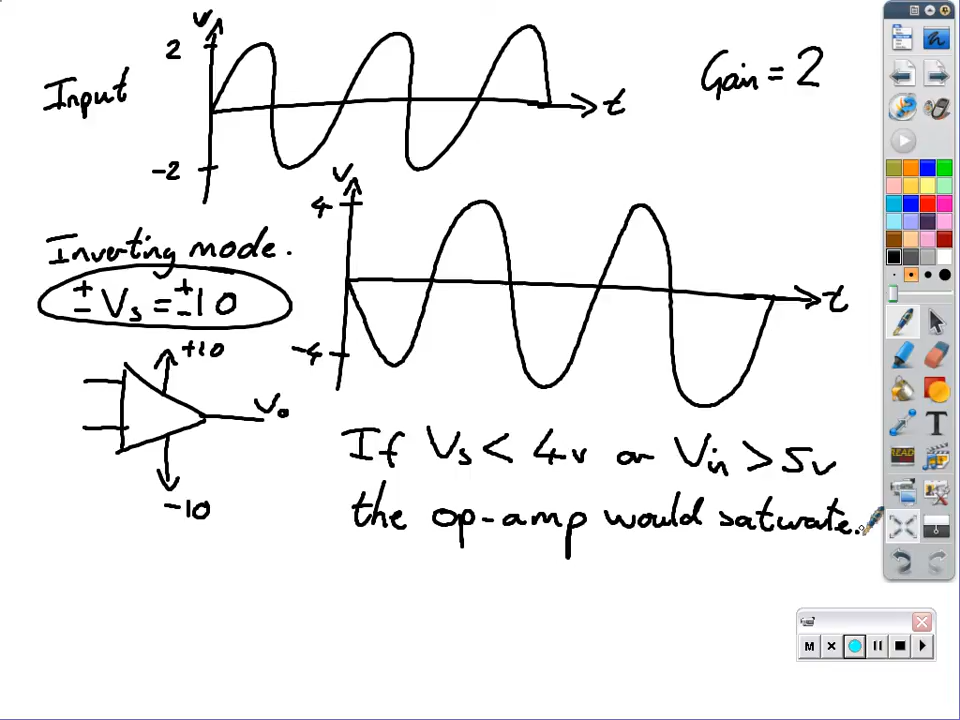 V
2
Input
-2
t
Gain = 2
V
4
-4
t
Inverting mode.
± Vs = ±10
+10
Vo
-10
If Vs < 4v or Vin > 5v
the op-amp would saturate.
T
READ
M